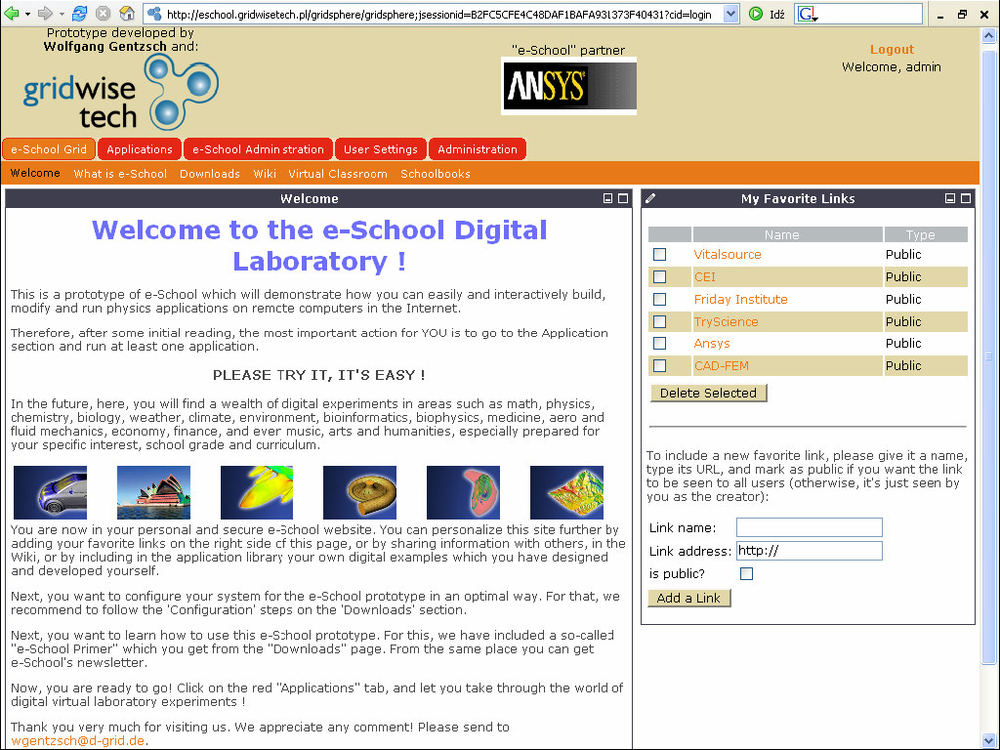 http://eschool.gridwisetech.pl/gridsphere/gridsphere;jsessionid=B2FC5CFE4C48DAF1BAFA931373F40431?cid=login
Idź
G
Prototype developed by
Wolfgang Gentzsch and:
gridwise
tech
"e-School" partner
ANSYS
Logout
Welcome, admin
e-School Grid
Applications
e-School Administration
User Settings
Administration
Welcome
What is e-School
Downloads
Wiki
Virtual Classroom
Schoolbooks
Welcome
Welcome to the e-School Digital
Laboratory !
This is a prototype of e-School which will demonstrate how you can easily and interactively build,
modify and run physics applications on remote computers in the Internet.
Therefore, after some initial reading, the most important action for YOU is to go to the Application
section and run at least one application.
PLEASE TRY IT, IT'S EASY !
In the future, here, you will find a wealth of digital experiments in areas such as math, physics,
chemistry, biology, weather, climate, environment, bioinformatics, biophysics, medicine, aero and
fluid mechanics, economy, finance, and even music, arts and humanities, especially prepared for
your specific interest, school grade and curriculum.
You are now in your personal and secure e-School website. You can personalize this site further by
adding your favorite links on the right side of this page, or by sharing information with others, in the
Wiki, or by including in the application library your own digital examples which you have designed
and developed yourself.
Next, you want to configure your system for the e-School prototype in an optimal way. For that, we
recommend to follow the 'Configuration' steps on the 'Downloads' section.
Next, you want to learn how to use this e-School prototype. For this, we have included a so-called
"e-School Primer" which you get from the "Downloads" page. From the same place you can get
e-School's newsletter.
Now, you are ready to go! Click on the red "Applications" tab, and let you take through the world of
digital virtual laboratory experiments !
Thank you very much for visiting us. We appreciate any comment! Please send to
wgentzsch@d-grid.de.
My Favorite Links
Name Type
Vitalsource Public
CEI Public
Friday Institute Public
TryScience Public
Ansys Public
CAD-FEM Public
Delete Selected
To include a new favorite link, please give it a name,
type its URL, and mark as public if you want the link
to be seen to all users (otherwise, it's just seen by
you as the creator):
Link name:
Link address: http://
is public?
Add a Link